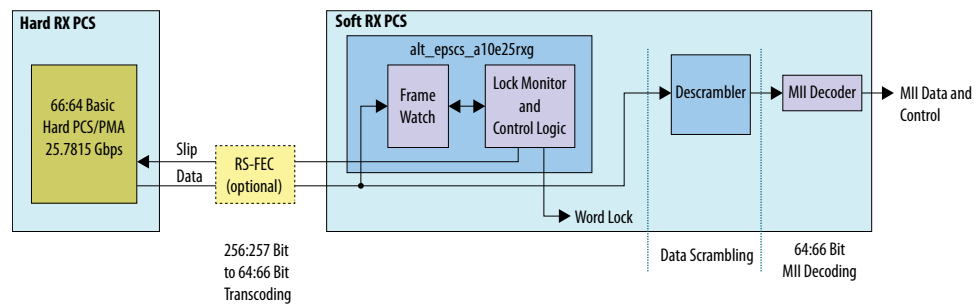 Hard RX PCS
66:64 Basic
Hard PCS/PMA
25.7815 Gbps
Slip
Data
RS-FEC
(optional)
256:257 Bit
to 64:66 Bit
Transcoding
Soft RX PCS
alt_epscs_a10e25rxg
Frame
Watch
Lock Monitor
and
Control Logic
Word Lock
Descrambler
Data Scrambling
MII Decoder
64:66 Bit
MII Decoding
MII Data and
Control